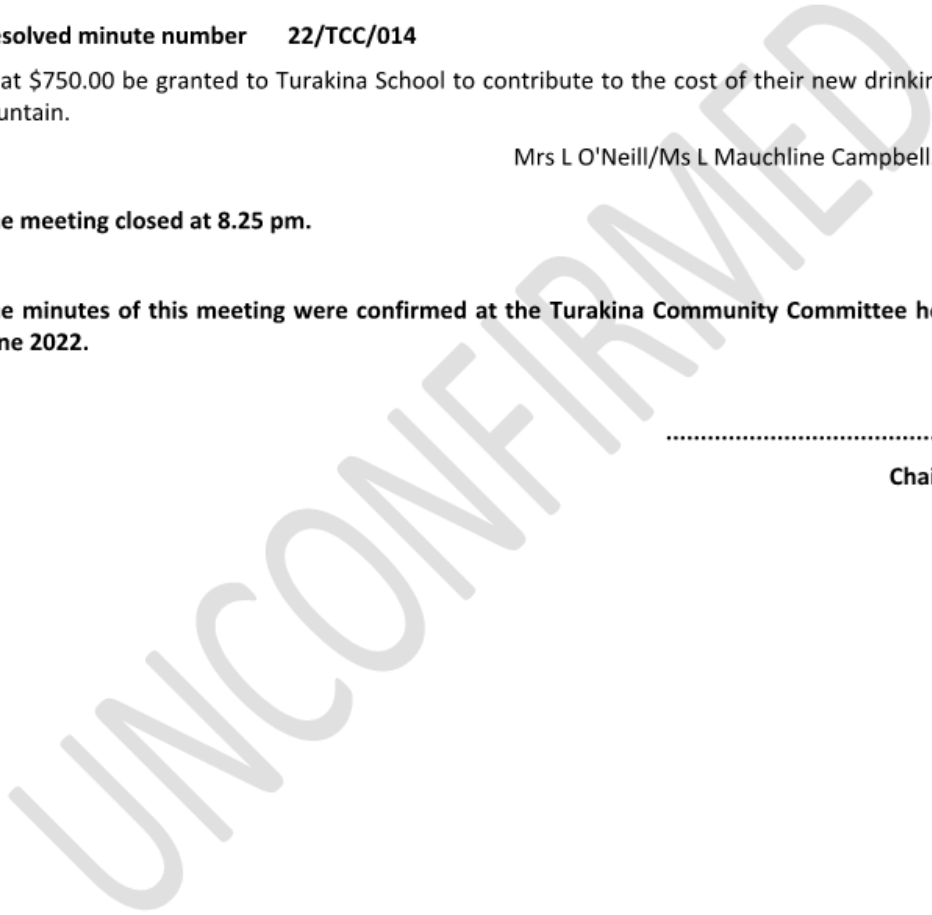 esolved minute number 22/TCC/014
at $750.00 be granted to Turakina School to contribute to the cost of their new drinkin
untain.
Mrs L O'Neill/Ms L Mauchline Campbell
e meeting closed at 8.25 pm.
e minutes of this meeting were confirmed at the Turakina Community Committee he
ne 2022.
.......................................
Chai
UNCONFIRMED